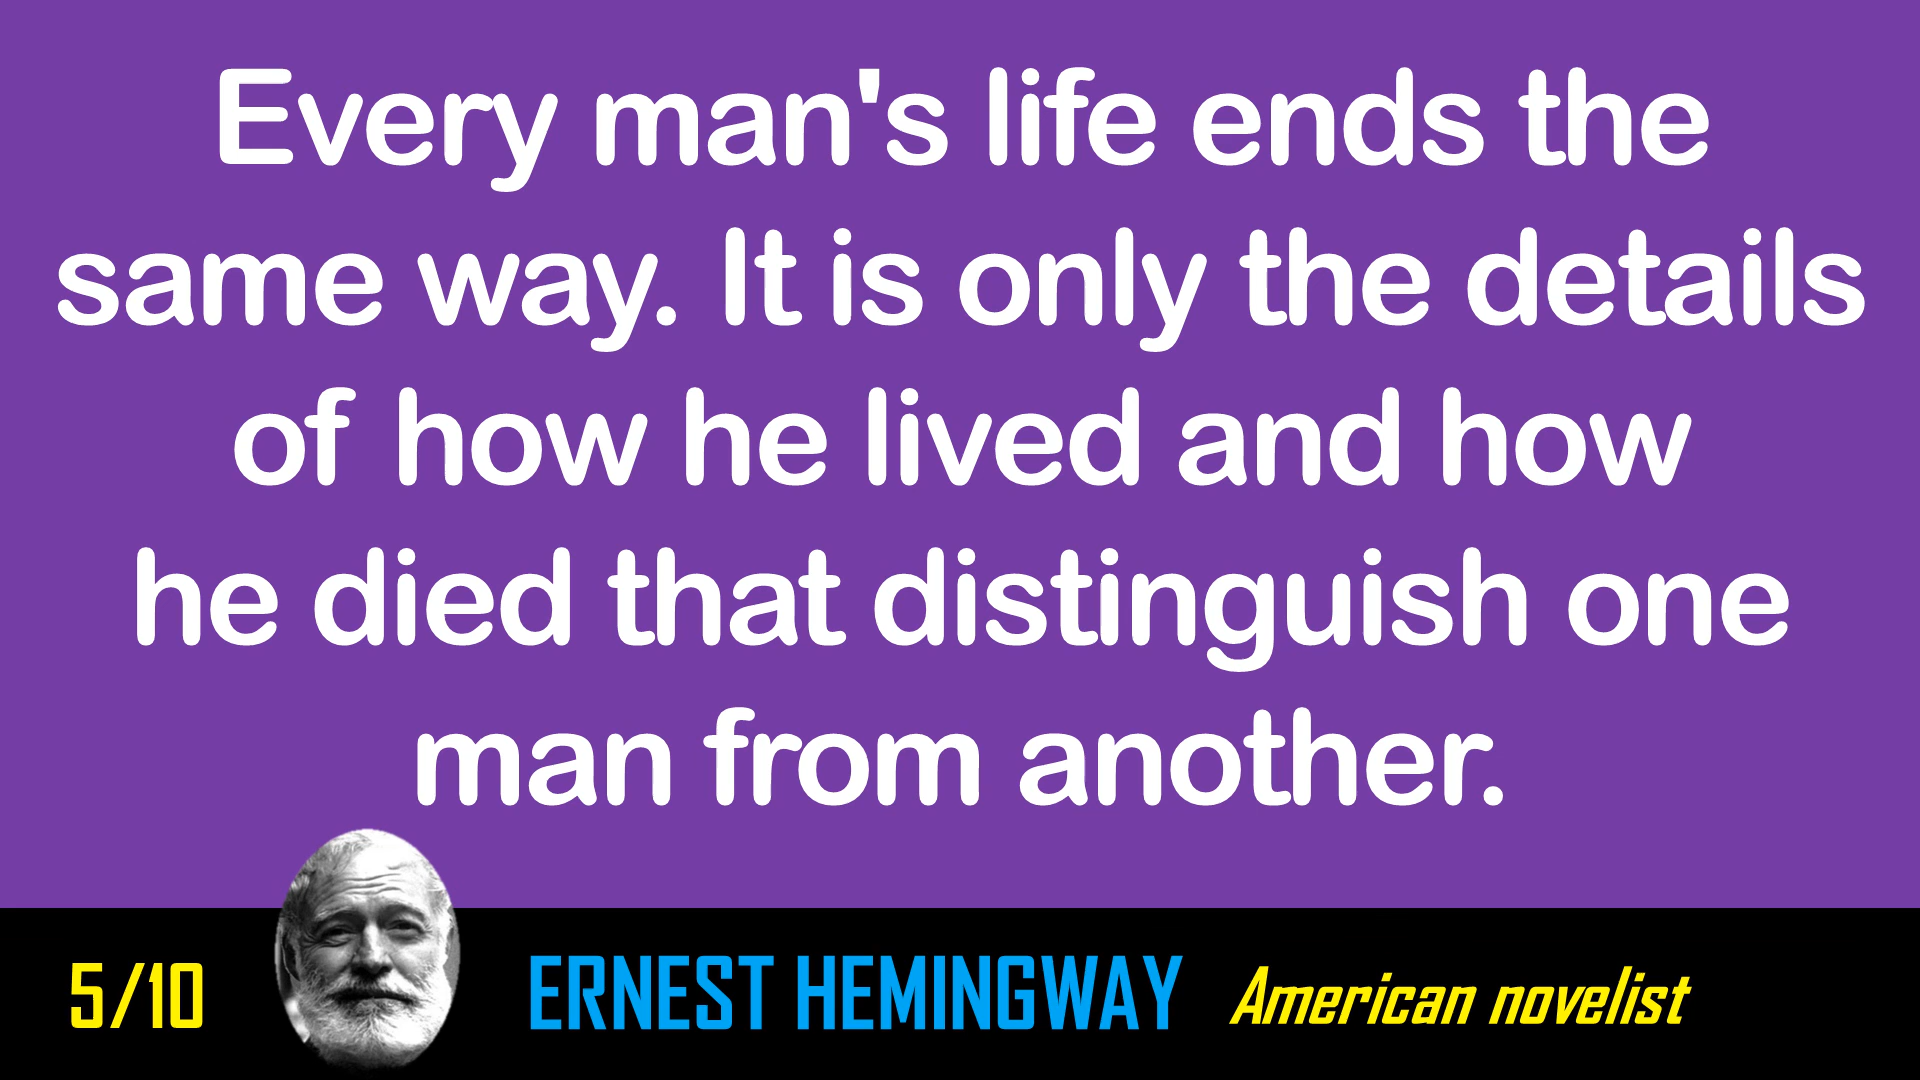 Every man's life ends the
same way. It is only the details
of how he lived and how
he died that distinguish one
man from another.
5/10 ERNEST HEMINGWAY American novelist